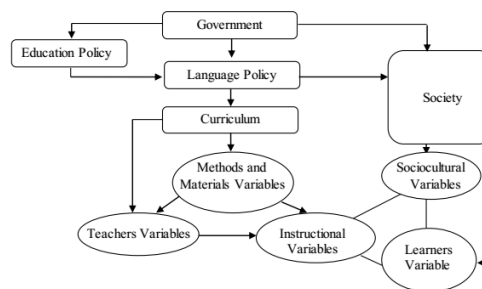 Government
Education Policy
Language Policy
Society
Curriculum
Methods and
Materials Variables
Sociocultural
Variables
Teachers Variables
Instructional
Variables
Learners
Variable